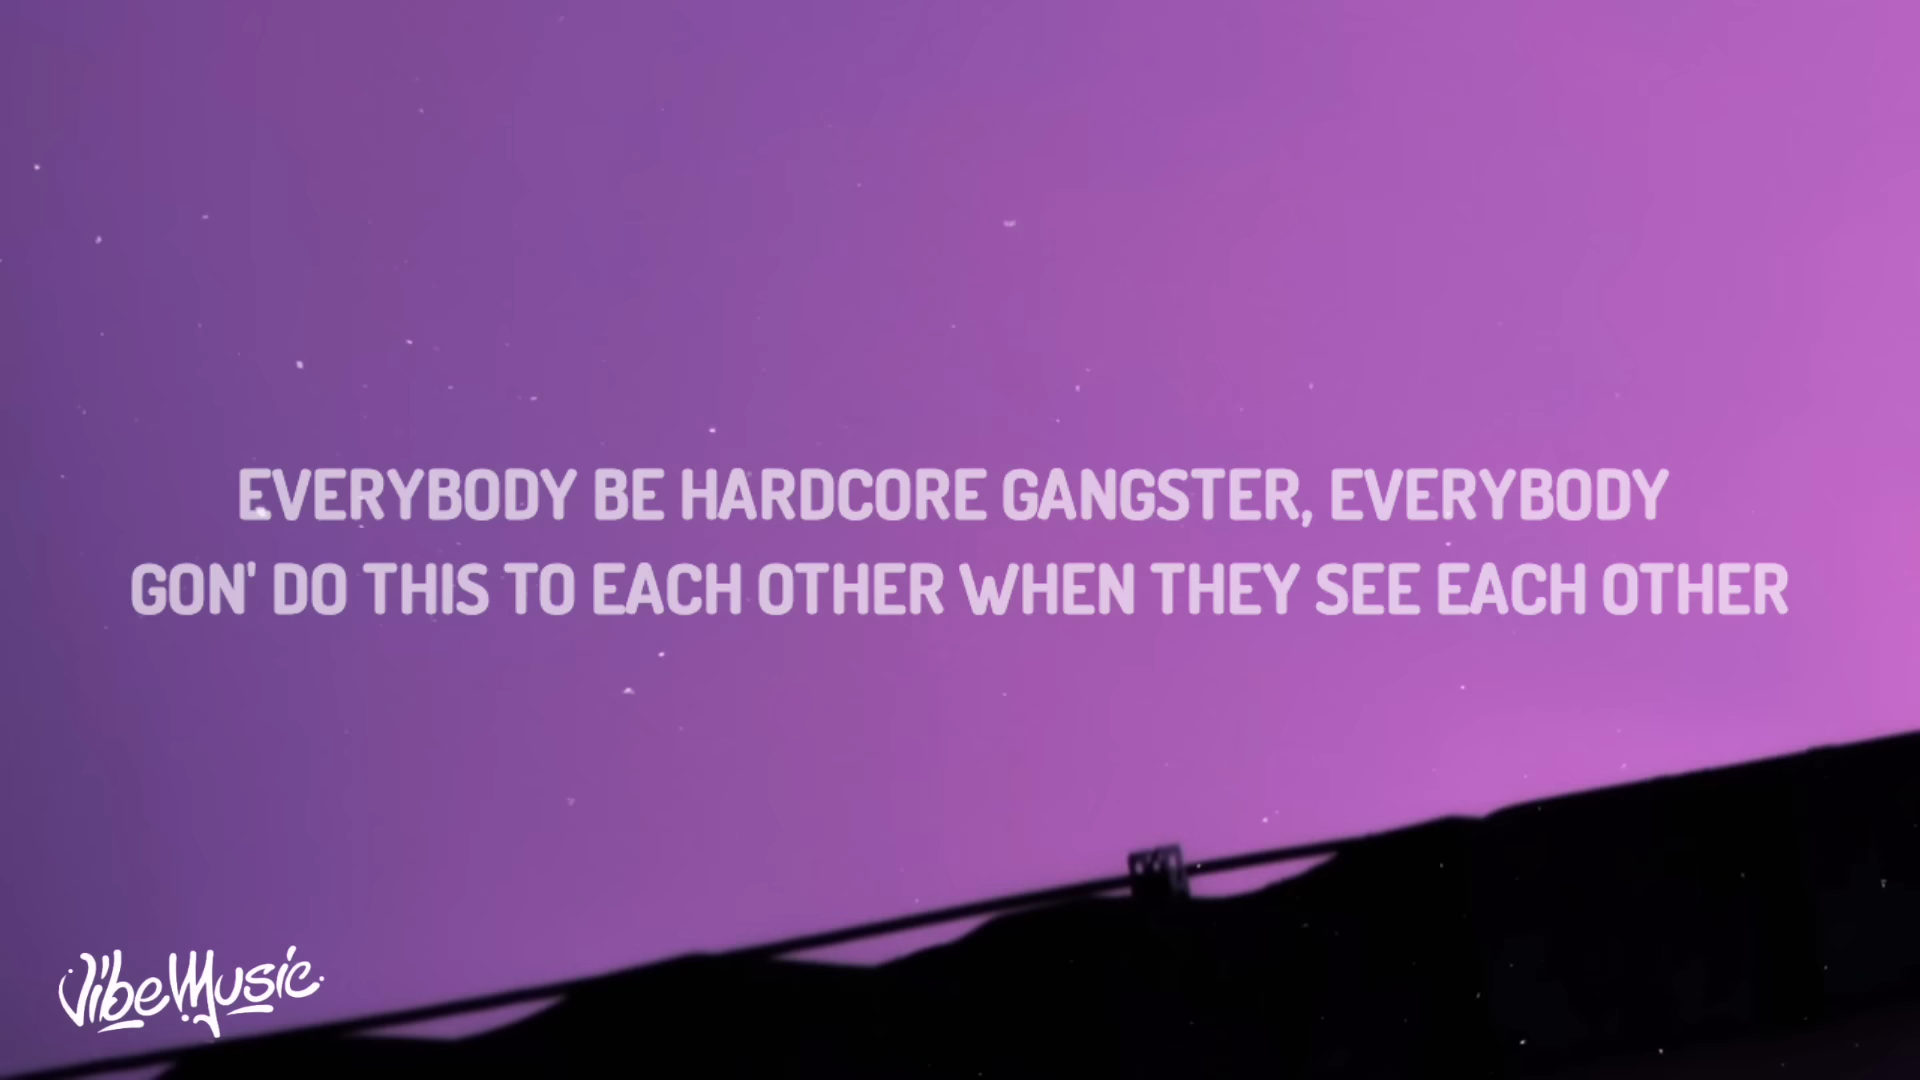 EVERYBODY BE HARDCORE GANGSTER, EVERYBODY
GON' DO THIS TO EACH OTHER WHEN THEY SEE EACH OTHER
VibeMusic